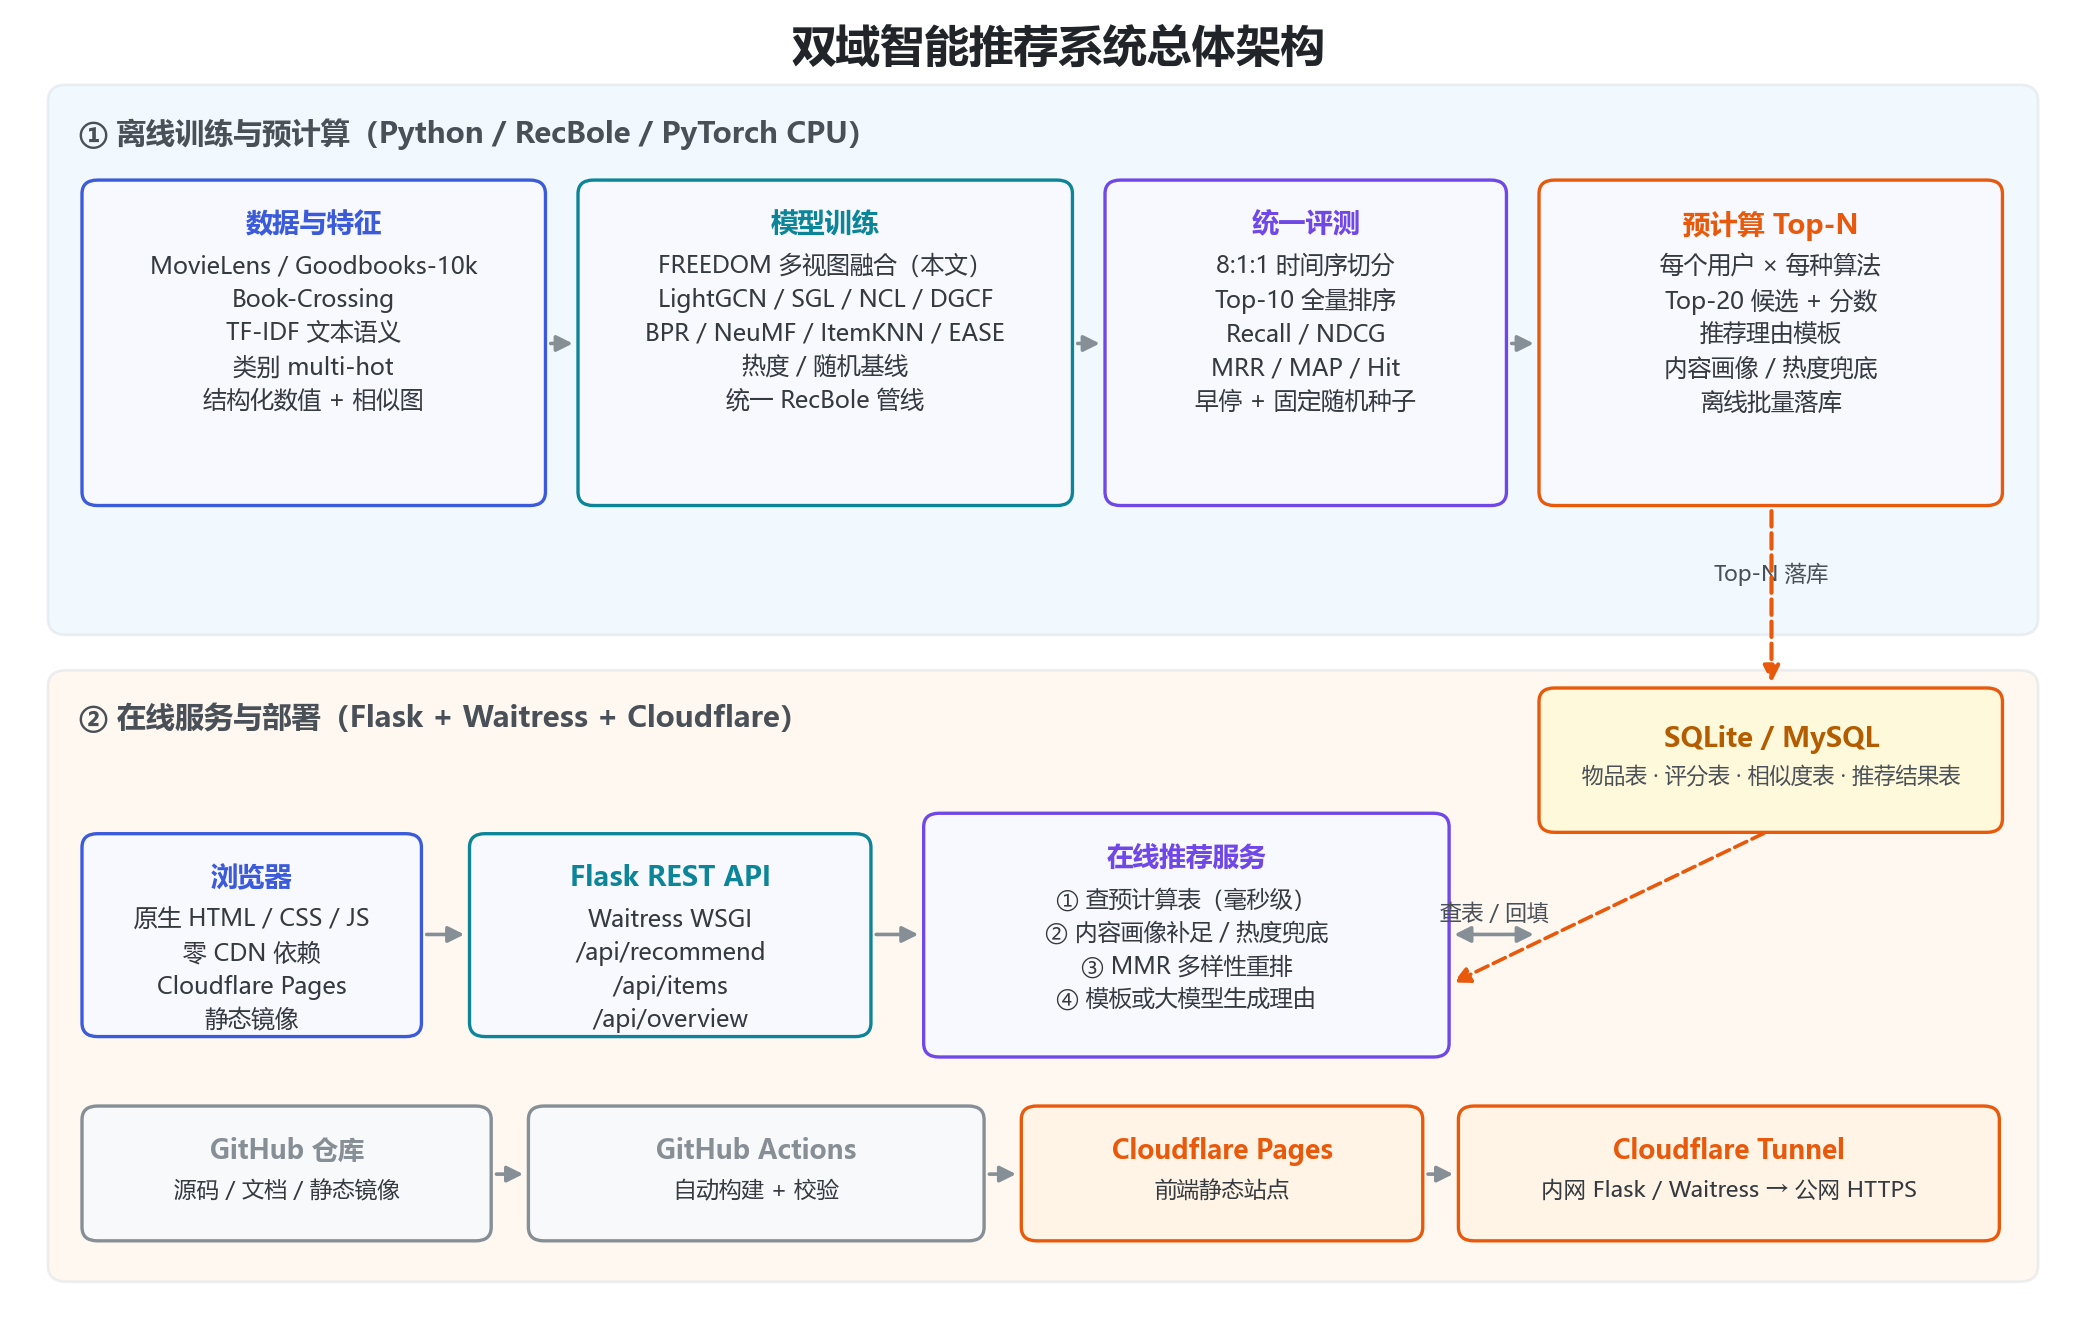 双域智能推荐系统总体架构
① 离线训练与预计算（Python / RecBole / PyTorch CPU）
数据与特征
MovieLens / Goodbooks-10k
Book-Crossing
TF-IDF 文本语义
类别 multi-hot
结构化数值 + 相似图
模型训练
FREEDOM 多视图融合（本文）
LightGCN / SGL / NCL / DGCF
BPR / NeuMF / ItemKNN / EASE
热度 / 随机基线
统一 RecBole 管线
统一评测
8:1:1 时间序切分
Top-10 全量排序
Recall / NDCG
MRR / MAP / Hit
早停 + 固定随机种子
预计算 Top-N
每个用户 × 每种算法
Top-20 候选 + 分数
推荐理由模板
内容画像 / 热度兜底
离线批量落库
Top-N 落库
② 在线服务与部署（Flask + Waitress + Cloudflare）
SQLite / MySQL
物品表 · 评分表 · 相似度表 · 推荐结果表
浏览器
原生 HTML / CSS / JS
零 CDN 依赖
Cloudflare Pages
静态镜像
Flask REST API
Waitress WSGI
/api/recommend
/api/items
/api/overview
在线推荐服务
① 查预计算表（毫秒级）
② 内容画像补足 / 热度兜底
③ MMR 多样性重排
④ 模板或大模型生成理由
查表 / 回填
GitHub 仓库
源码 / 文档 / 静态镜像
GitHub Actions
自动构建 + 校验
Cloudflare Pages
前端静态站点
Cloudflare Tunnel
内网 Flask / Waitress → 公网 HTTPS